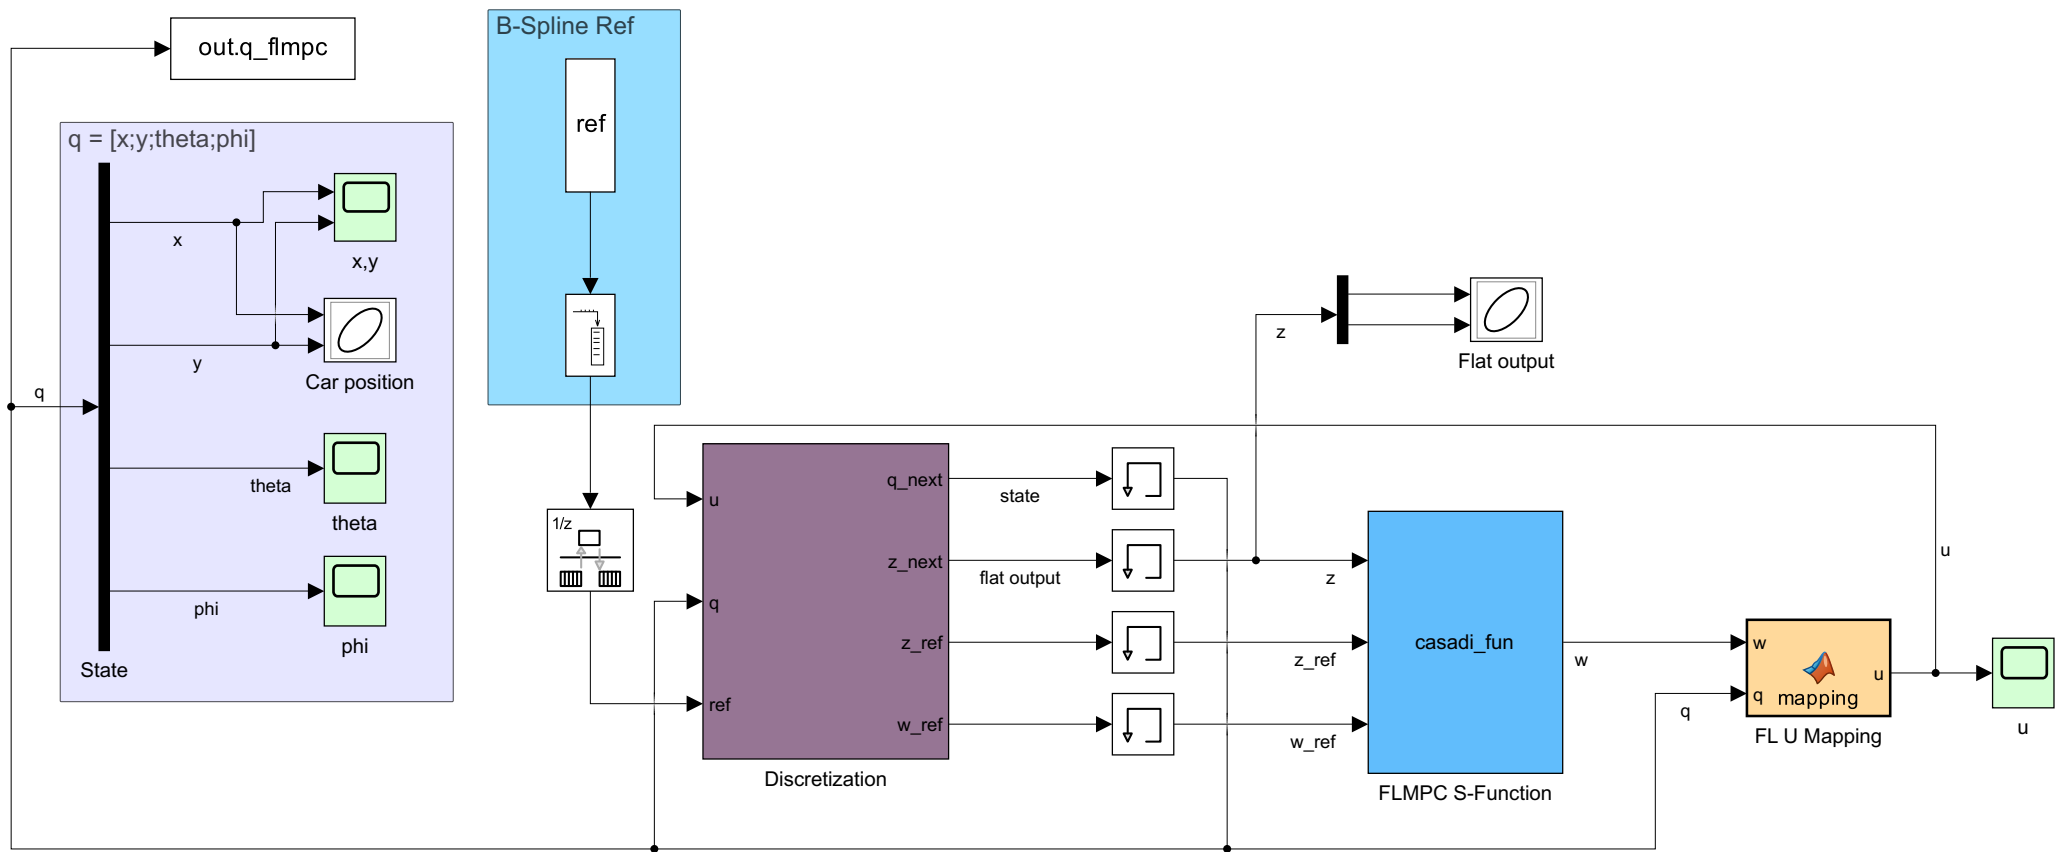 out.q_flmpc
B-Spline Ref
ref
q = [x;y;theta;phi]
x
x,y
y
Car position
q
theta
theta
phi
phi
State
z
Flat output
1/z
u
q
ref
q_next
z_next
z_ref
w_ref
Discretization
state
flat output
z
z_ref
w_ref
casadi_fun
FLMPC S-Function
w
q
w
q
u
mapping
FL U Mapping
u
u